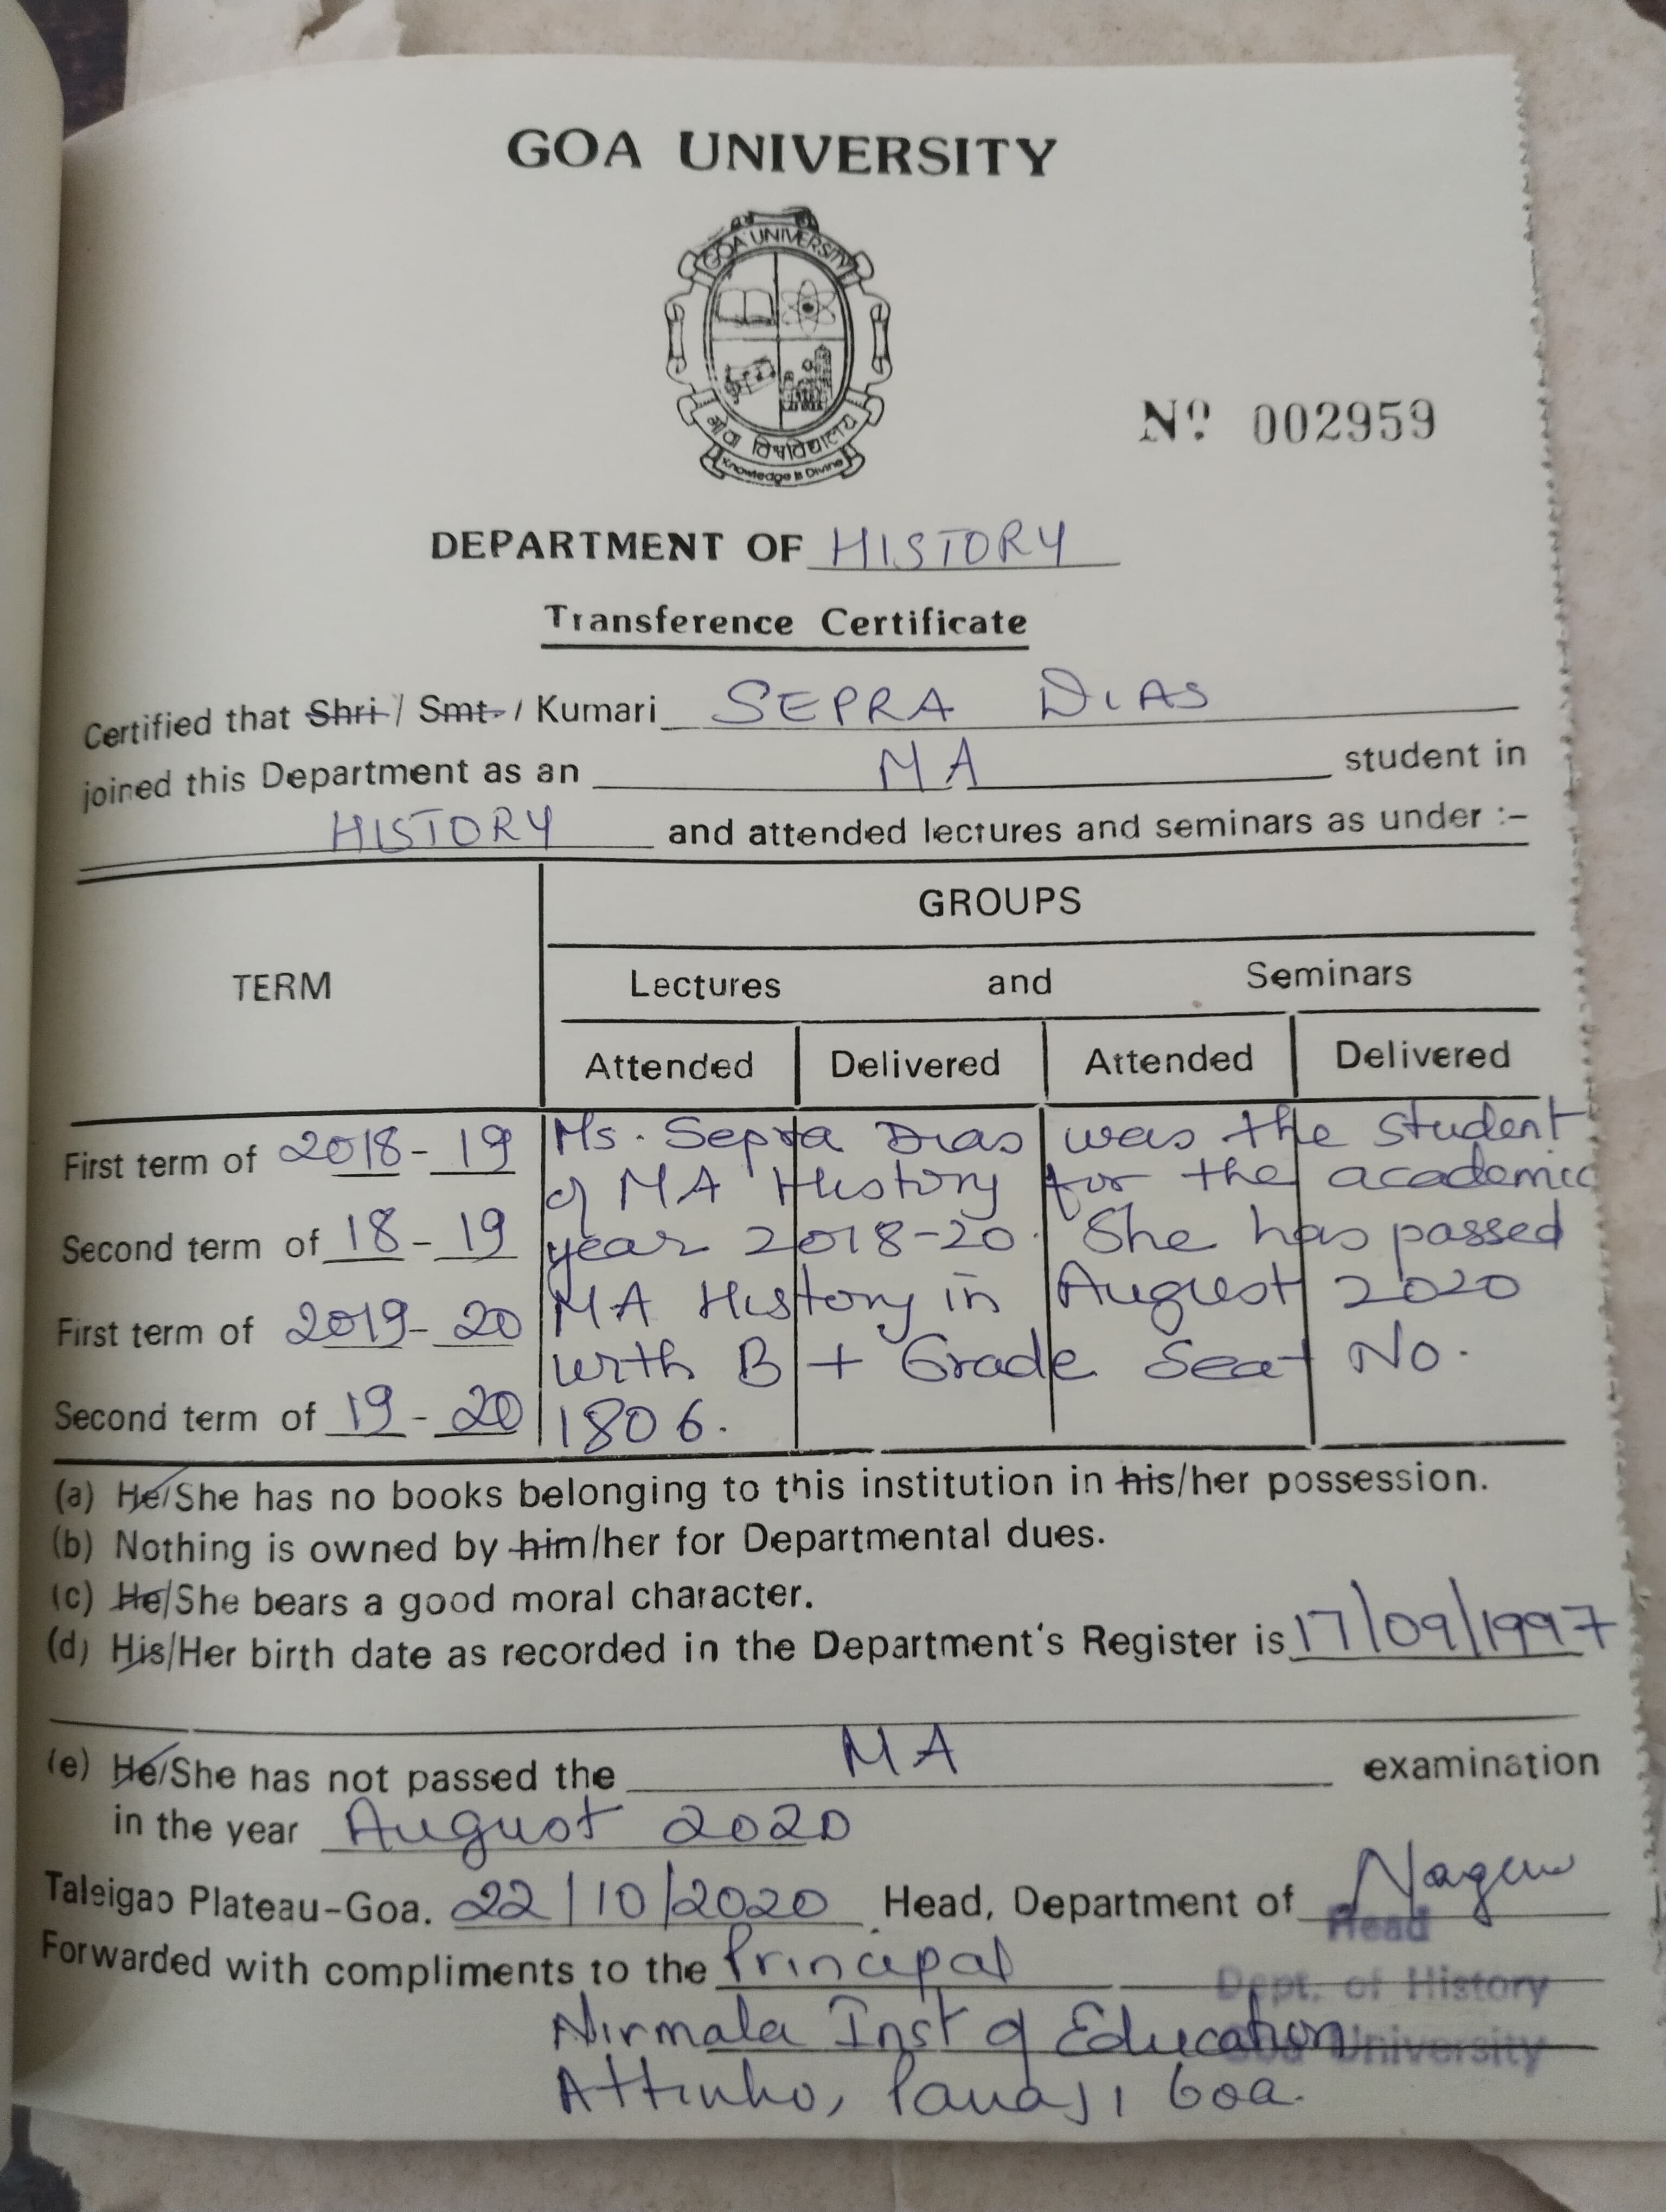 GOA UNIVERSITY
GOA UNIVERSITY
गोंय विश्वविद्यालय
Knowledge is Divine
Nº 002959
DEPARTMENT OF HISTORY
Transference Certificate
Certified that Shri / Smt. / Kumari SEPRA DIAS
joined this Department as an MA student in
HISTORY and attended lectures and seminars as under :-
TERM
GROUPS
Lectures and Seminars
Attended Delivered Attended Delivered
First term of 2018-19
Second term of 18-19
First term of 2019-20
Second term of 19-20
Ms. Sepra Dias was the student
of MA History for the academic
year 2018-20. She has passed
MA History in August 2020
with B+ Grade Seat No.
1806.
(a) He/She has no books belonging to this institution in his/her possession.
(b) Nothing is owned by him/her for Departmental dues.
(c) He/She bears a good moral character.
(d) His/Her birth date as recorded in the Department's Register is 17/09/1997
(e) He/She has not passed the MA examination
in the year August 2020
Taleigao Plateau-Goa. 22/10/2020 Head, Department of
Head
Forwarded with compliments to the Principal
Dept. of History
Nirmala Inst of Education
Goa University
Altinho, Panaji, Goa.